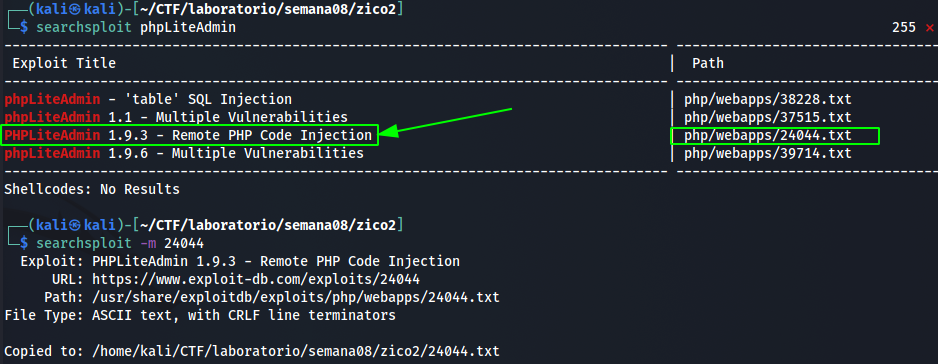 ┌──(kali㉿kali)-[~/CTF/laboratorio/semana08/zico2]
└─$ searchsploit phpLiteAdmin 255 ⨯
---------------------------------------------------------------------------------- ---------------------------------
 Exploit Title | Path
---------------------------------------------------------------------------------- ---------------------------------
phpLiteAdmin - 'table' SQL Injection | php/webapps/38228.txt
phpLiteAdmin 1.1 - Multiple Vulnerabilities | php/webapps/37515.txt
PHPLiteAdmin 1.9.3 - Remote PHP Code Injection | php/webapps/24044.txt
phpLiteAdmin 1.9.6 - Multiple Vulnerabilities | php/webapps/39714.txt
---------------------------------------------------------------------------------- ---------------------------------
Shellcodes: No Results
┌──(kali㉿kali)-[~/CTF/laboratorio/semana08/zico2]
└─$ searchsploit -m 24044
Exploit: PHPLiteAdmin 1.9.3 - Remote PHP Code Injection
URL: https://www.exploit-db.com/exploits/24044
Path: /usr/share/exploitdb/exploits/php/webapps/24044.txt
File Type: ASCII text, with CRLF line terminators
Copied to: /home/kali/CTF/laboratorio/semana08/zico2/24044.txt